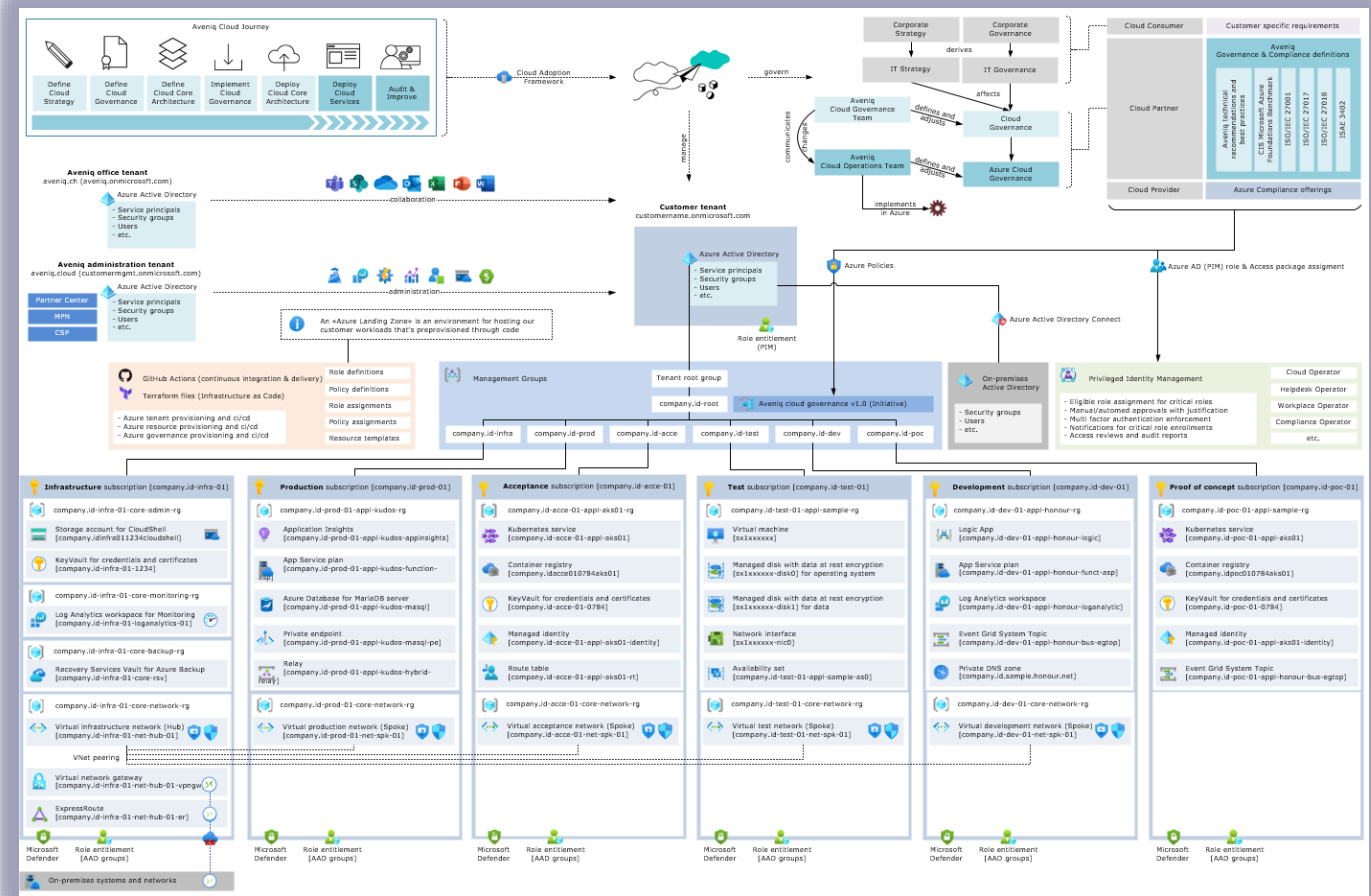 Aveniq Cloud Journey
Define
Cloud
Strategy
Define
Cloud
Governance
Define
Cloud Core
Architecture
Implement
Cloud
Governance
Deploy
Cloud Core
Architecture
Deploy
Cloud
Services
Audit &
Improve
Cloud Adoption
Framework
govern
manage
Corporate
Strategy
Corporate
Governance
derives
IT Strategy
IT Governance
affects
Aveniq
Cloud Governance
Team
defines and
adjusts
Cloud
Governance
communicates
changes
Aveniq
Cloud Operations Team
defines and
adjusts
Azure Cloud
Governance
implements
in Azure
Cloud Consumer
Customer specific requirements
Cloud Partner
Aveniq
Governance & Compliance definitions
Aveniq technical
recommendations and
best practices
CIS Microsoft Azure
Foundations Benchmark
ISO/IEC 27001
ISO/IEC 27017
ISO/IEC 27018
ISAE 3402
Cloud Provider
Azure Compliance offerings
Aveniq office tenant
aveniq.ch (aveniq.onmicrosoft.com)
Azure Active Directory
- Service principals
- Security groups
- Users
- etc.
collaboration
Customer tenant
customername.onmicrosoft.com
Azure Active Directory
- Service principals
- Security groups
- Users
- etc.
Role entitlement
(PIM)
Aveniq administration tenant
aveniq.cloud (customermgmt.onmicrosoft.com)
Partner Center
MPN
CSP
Azure Active Directory
- Service principals
- Security groups
- Users
- etc.
administration
An «Azure Landing Zone» is an environment for hosting our
customer workloads that's preprovisioned through code
Azure Policies
Azure AD (PIM) role & Access package assigment
Azure Active Directory Connect
GitHub Actions (continuous integration & delivery)
Terraform files (Infrastructure as Code)
- Azure tenant provisioning and ci/cd
- Azure resource provisioning and ci/cd
- Azure governance provisioning and ci/cd
Role definitions
Policy definitions
Role assignments
Policy assignments
Resource templates
Management Groups
Tenant root group
company.id-root
Aveniq cloud governance v1.0 (Initiative)
company.id-infra
company.id-prod
company.id-acce
company.id-test
company.id-dev
company.id-poc
On-premises
Active Directory
- Security groups
- Users
- etc.
Privileged Identity Management
- Eligible role assignment for critical roles
- Manual/automated approvals with justification
- Multi factor authentication enforcement
- Notifications for critical role enrollments
- Access reviews and audit reports
Cloud Operator
Helpdesk Operator
Workplace Operator
Compliance Operator
etc.
Infrastructure subscription [company.id-infra-01]
company.id-infra-01-core-admin-rg
Storage account for CloudShell
[company.idinfra011234cloudshell]
KeyVault for credentials and certificates
[company.id-infra-01-1234]
company.id-infra-01-core-monitoring-rg
Log Analytics workspace for Monitoring
[company.id-infra-01-loganalytics-01]
company.id-infra-01-core-backup-rg
Recovery Services Vault for Azure Backup
[company.id-infra-01-core-rsv]
company.id-infra-01-core-network-rg
Virtual infrastructure network (Hub)
[company.id-infra-01-net-hub-01]
VNet peering
Virtual network gateway
[company.id-infra-01-net-hub-01-vpngw]
ExpressRoute
[company.id-infra-01-net-hub-01-er]
Microsoft
Defender
Role entitlement
[AAD groups]
On-premises systems and networks
Production subscription [company.id-prod-01]
company.id-prod-01-appl-kudos-rg
Application Insights
[company.id-prod-01-appl-kudos-appinsights]
App Service plan
[company.id-prod-01-appl-kudos-function-
asp]
Azure Database for MariaDB server
[company.id-prod-01-appl-kudos-masql]
Private endpoint
[company.id-prod-01-appl-kudos-masql-pe]
Relay
[company.id-prod-01-appl-kudos-hybrid-
relay]
company.id-prod-01-core-network-rg
Virtual production network (Spoke)
[company.id-prod-01-net-spk-01]
Microsoft
Defender
Role entitlement
[AAD groups]
Acceptance subscription [company.id-acce-01]
company.id-acce-01-appl-aks01-rg
Kubernetes service
[company.id-acce-01-appl-aks01]
Container registry
[company.idacce010784aks01]
KeyVault for credentials and certificates
[company.id-acce-01-0784]
Managed identity
[company.id-acce-01-appl-aks01-identity]
Route table
[company.id-acce-01-appl-aks01-rt]
company.id-acce-01-core-network-rg
Virtual acceptance network (Spoke)
[company.id-acce-01-net-spk-01]
Microsoft
Defender
Role entitlement
[AAD groups]
Test subscription [company.id-test-01]
company.id-test-01-appl-sample-rg
Virtual machine
[sx1xxxxxx]
Managed disk with data at rest encryption
[sx1xxxxxx-disk0] for operating system
Managed disk with data at rest encryption
[sx1xxxxxx-disk1] for data
Network interface
[sx1xxxxxx-nic0]
Availability set
[company.id-test-01-appl-sample-as0]
company.id-test-01-core-network-rg
Virtual test network (Spoke)
[company.id-test-01-net-spk-01]
Microsoft
Defender
Role entitlement
[AAD groups]
Development subscription [company.id-dev-01]
company.id-dev-01-appl-honour-rg
Logic App
[company.id-dev-01-appl-honour-logic]
App Service plan
[company.id-dev-01-appl-honour-funct-asp]
Log Analytics workspace
[company.id-dev-01-appl-honour-loganalytic]
Event Grid System Topic
[company.id-dev-01-appl-honour-bus-egtop]
Private DNS zone
[company.id.sample.honour.net]
company.id-dev-01-core-network-rg
Virtual development network (Spoke)
[company.id-dev-01-net-spk-01]
Microsoft
Defender
Role entitlement
[AAD groups]
Proof of concept subscription [company.id-poc-01]
company.id-poc-01-appl-sample-rg
Kubernetes service
[company.id-poc-01-appl-aks01]
Container registry
[company.idpoc010784aks01]
KeyVault for credentials and certificates
[company.id-poc-01-0784]
Managed identity
[company.id-poc-01-appl-aks01-identity]
Event Grid System Topic
[company.id-poc-01-appl-honour-bus-egtop]
Microsoft
Defender
Role entitlement
[AAD groups]